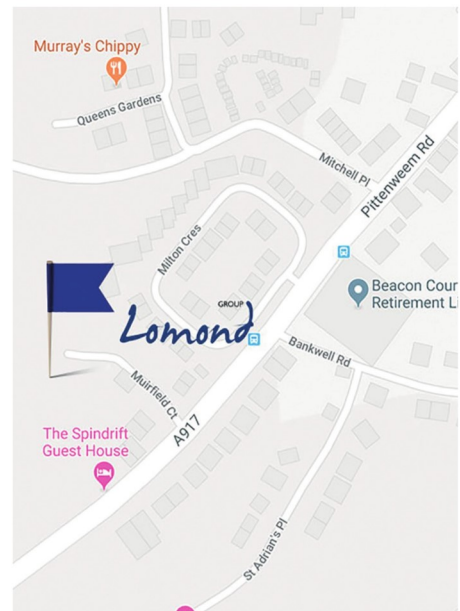 Murray's Chippy
Queens Gardens
Mitchell Pl
Pittenweem Rd
Milton Cres
Beacon Cour
Retirement Li
GROUP
Lomond
Bankwell Rd
Muirfield Ct
A917
The Spindrift
Guest House
St Adrian's Pl